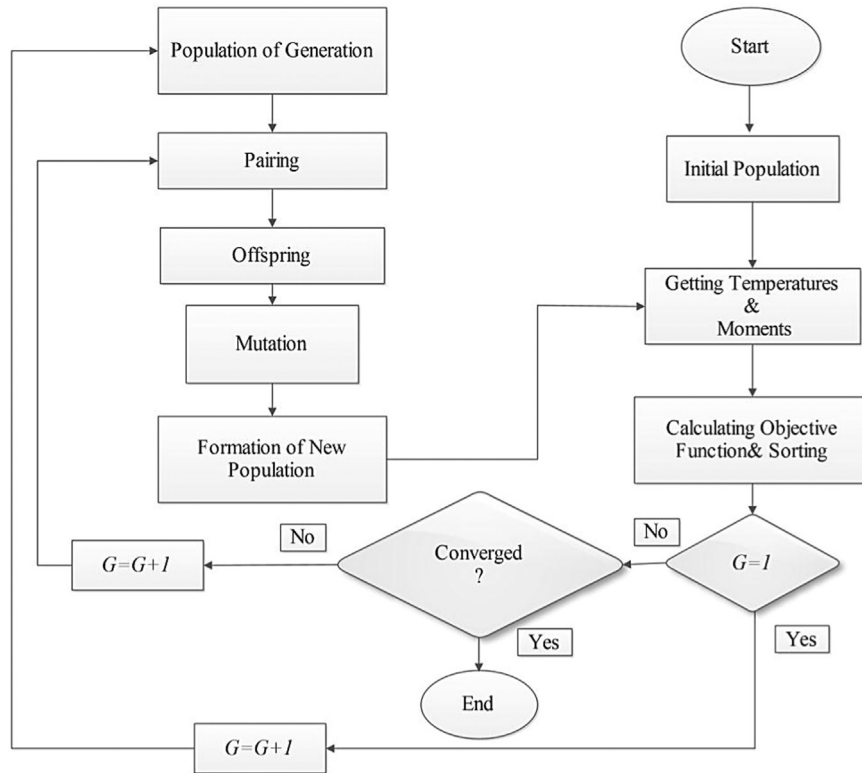 Start
Initial Population
Getting Temperatures
&
Moments
Calculating Objective
Function& Sorting
G=1
No
Yes
Converged
?
No
Yes
End
G=G+1
G=G+1
Population of Generation
Pairing
Offspring
Mutation
Formation of New
Population